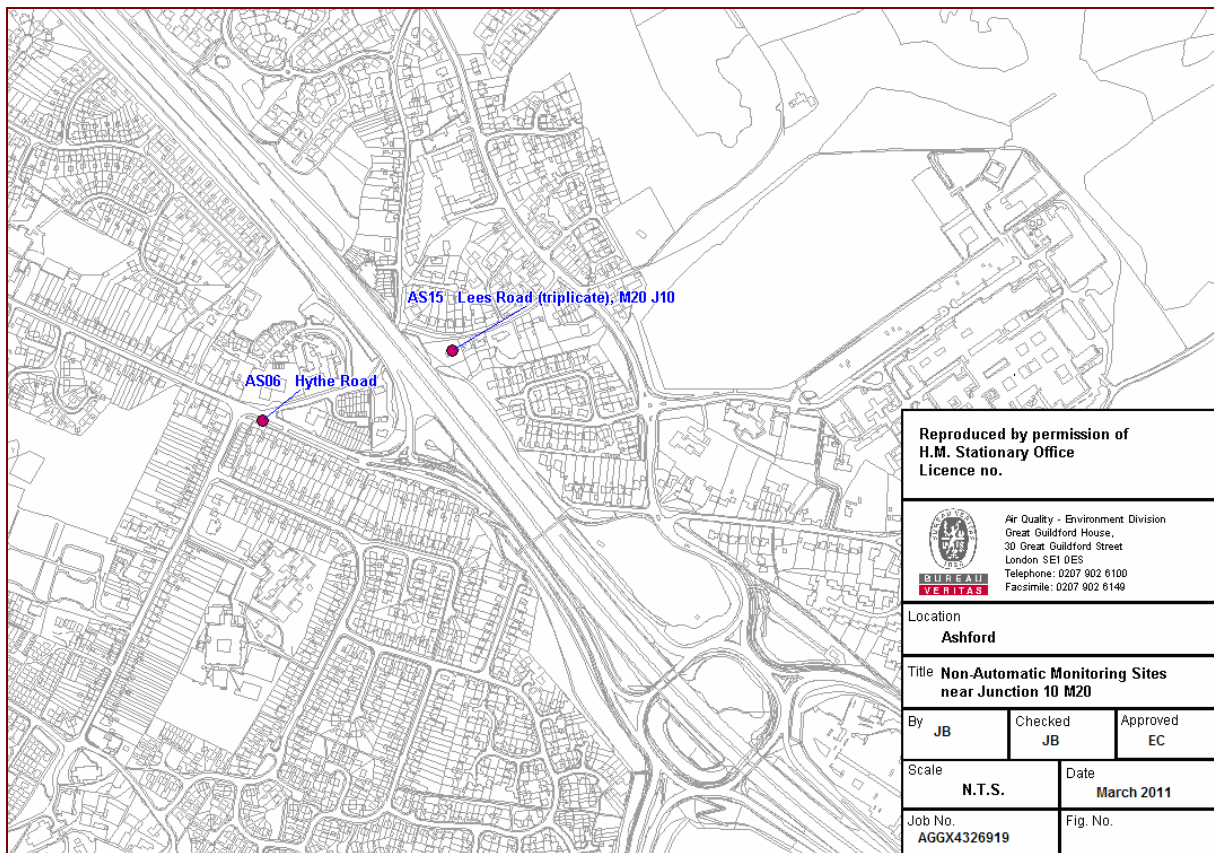 AS15 Lees Road (triplicate), M20 J10
AS06 Hythe Road
Reproduced by permission of
H.M. Stationary Office
Licence no.
BUREAU
VERITAS
Air Quality - Environment Division
Great Guildford House,
30 Great Guildford Street
London SE1 0ES
Telephone: 0207 902 6100
Facsimile: 0207 902 6149
Location
Ashford
Title Non-Automatic Monitoring Sites
near Junction 10 M20
By
JB
Checked
JB
Approved
EC
Scale
N.T.S.
Date
March 2011
Job No.
AGGX4326919
Fig. No.